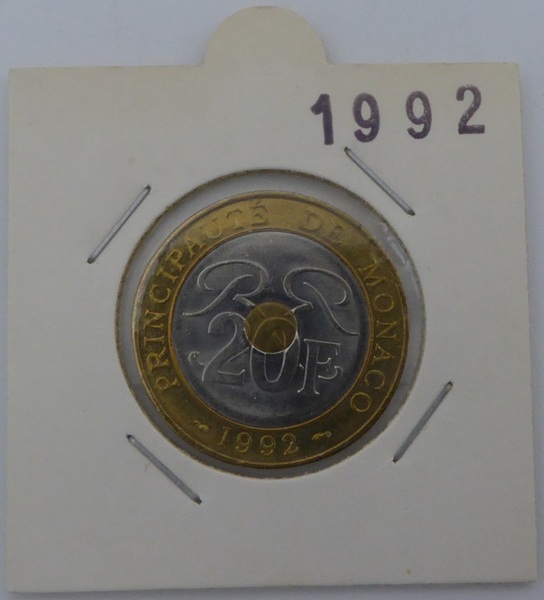 1992
PRINCIPAUTÉ DE MONACO
RR
20F
1992